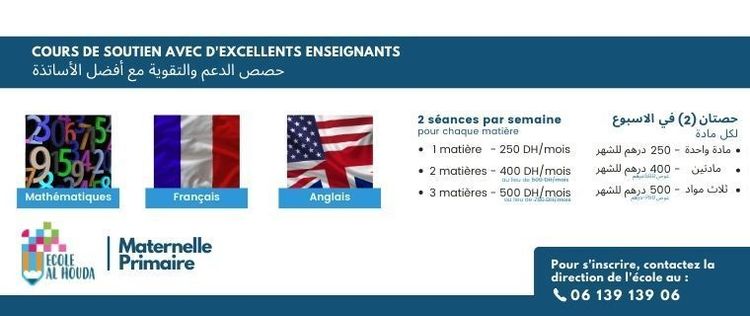 COURS DE SOUTIEN AVEC D'EXCELLENTS ENSEIGNANTS
حصص الدعم والتقوية مع أفضل الأساتذة
Mathématiques
Français
Anglais
2 séances par semaine
pour chaque matière
• 1 matière - 250 DH/mois
• 2 matières - 400 DH/mois
au lieu de 500 DH/mois
• 3 matières - 500 DH/mois
au lieu de 750 DH/mois
حصتان (2) في الاسبوع
لكل مادة
• مادة واحدة - 250 درهم للشهر
• مادتين - 400 درهم للشهر
• ثلاث مواد - 500 درهم للشهر
ECOLE
AL HOUDA
Maternelle
Primaire
Pour s'inscrire, contactez la
direction de l'école au :
06 139 139 06